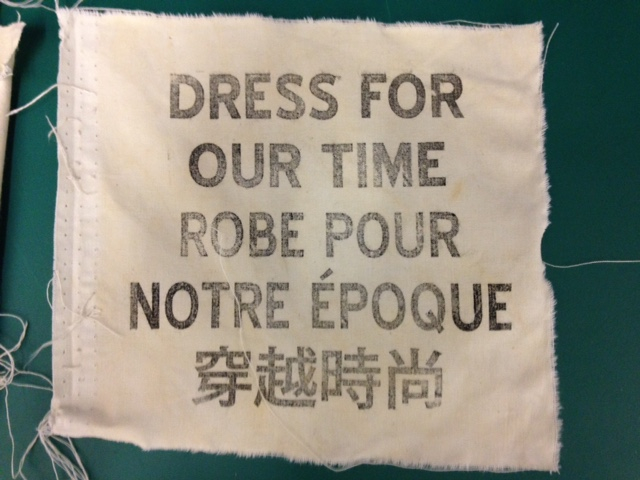 DRESS FOR
OUR TIME
ROBE POUR
NOTRE ÉPOQUE
穿越時尚